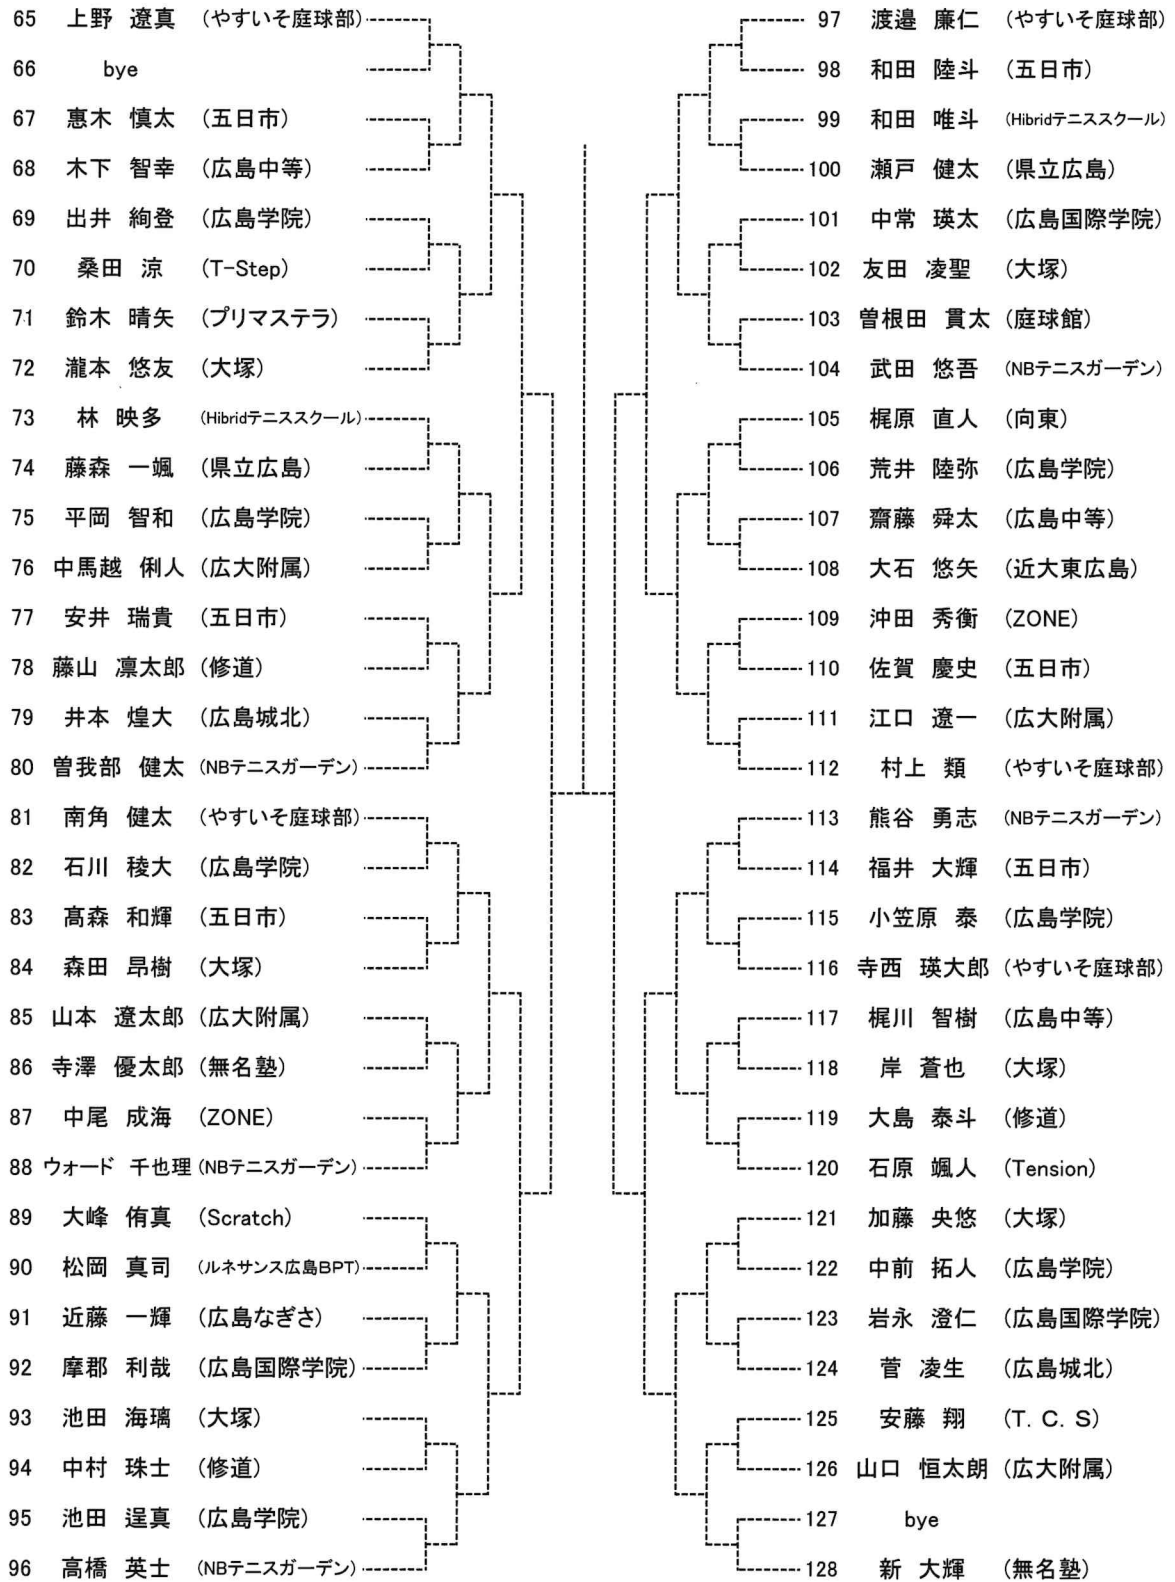 65 上野 遼真 (やすいそ庭球部)
66 bye
67 惠木 慎太 (五日市)
68 木下 智幸 (広島中等)
69 出井 絢登 (広島学院)
70 桑田 涼 (T-Step)
71 鈴木 晴矢 (プリマステラ)
72 瀧本 悠友 (大塚)
73 林 映多 (Hibridテニススクール)
74 藤森 一颯 (県立広島)
75 平岡 智和 (広島学院)
76 中馬越 俐人 (広大附属)
77 安井 瑞貴 (五日市)
78 藤山 凛太郎 (修道)
79 井本 煌大 (広島城北)
80 曽我部 健太 (NBテニスガーデン)
81 南角 健太 (やすいそ庭球部)
82 石川 稜大 (広島学院)
83 髙森 和輝 (五日市)
84 森田 昂樹 (大塚)
85 山本 遼太郎 (広大附属)
86 寺澤 優太郎 (無名塾)
87 中尾 成海 (ZONE)
88 ウォード 千也理 (NBテニスガーデン)
89 大峰 侑真 (Scratch)
90 松岡 真司 (ルネサンス広島BPT)
91 近藤 一輝 (広島なぎさ)
92 摩郡 利哉 (広島国際学院)
93 池田 海璃 (大塚)
94 中村 珠士 (修道)
95 池田 逞真 (広島学院)
96 高橋 英士 (NBテニスガーデン)
97 渡邉 廉仁 (やすいそ庭球部)
98 和田 陸斗 (五日市)
99 和田 唯斗 (Hibridテニススクール)
100 瀬戸 健太 (県立広島)
101 中常 瑛太 (広島国際学院)
102 友田 凌聖 (大塚)
103 曽根田 貫太 (庭球館)
104 武田 悠吾 (NBテニスガーデン)
105 梶原 直人 (向東)
106 荒井 陸弥 (広島学院)
107 齋藤 舜太 (広島中等)
108 大石 悠矢 (近大東広島)
109 沖田 秀衡 (ZONE)
110 佐賀 慶史 (五日市)
111 江口 遼一 (広大附属)
112 村上 類 (やすいそ庭球部)
113 熊谷 勇志 (NBテニスガーデン)
114 福井 大輝 (五日市)
115 小笠原 泰 (広島学院)
116 寺西 瑛大郎 (やすいそ庭球部)
117 梶川 智樹 (広島中等)
118 岸 蒼也 (大塚)
119 大島 泰斗 (修道)
120 石原 颯人 (Tension)
121 加藤 央悠 (大塚)
122 中前 拓人 (広島学院)
123 岩永 澄仁 (広島国際学院)
124 菅 凌生 (広島城北)
125 安藤 翔 (T. C. S)
126 山口 恒太朗 (広大附属)
127 bye
128 新 大輝 (無名塾)